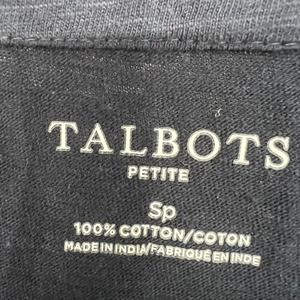 TALBOTS
PETITE
Sp
100% COTTON/COTON
MADE IN INDIA/FABRIQUÉ EN INDE